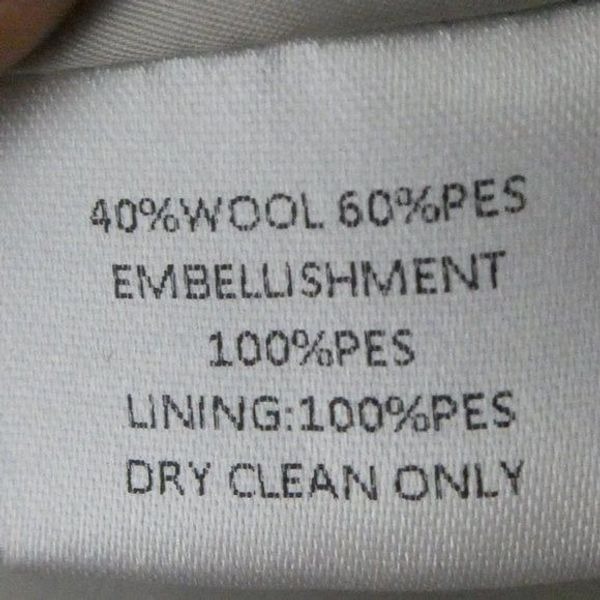 40%WOOL 60%PES
EMBELLISHMENT
100%PES
LINING:100%PES
DRY CLEAN ONLY